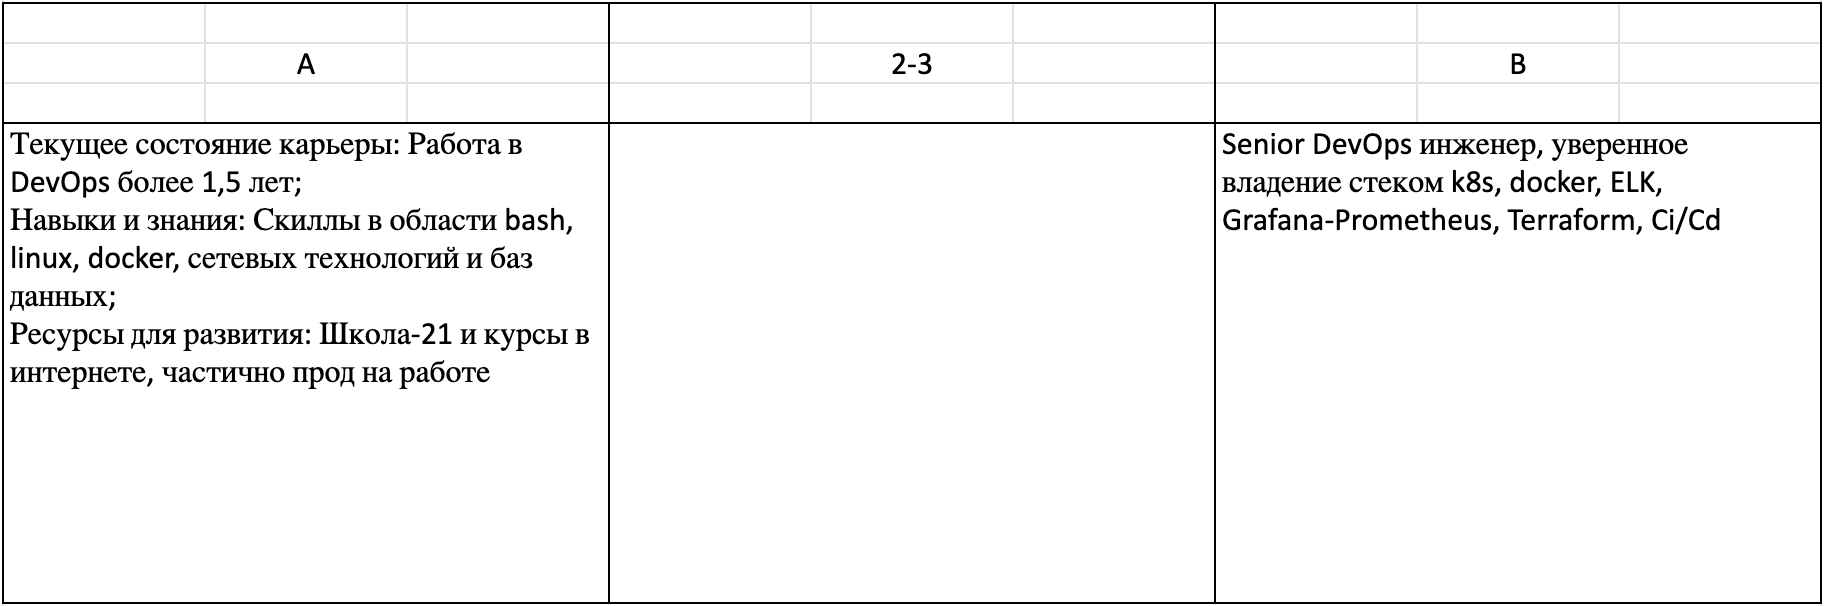 A
2-3
B
Текущее состояние карьеры: Работа в
DevOps более 1,5 лет;
Навыки и знания: Скиллы в области bash,
linux, docker, сетевых технологий и баз
данных;
Ресурсы для развития: Школа-21 и курсы в
интернете, частично прод на работе
Senior DevOps инженер, уверенное
владение стеком k8s, docker, ELK,
Grafana-Prometheus, Terraform, Ci/Cd